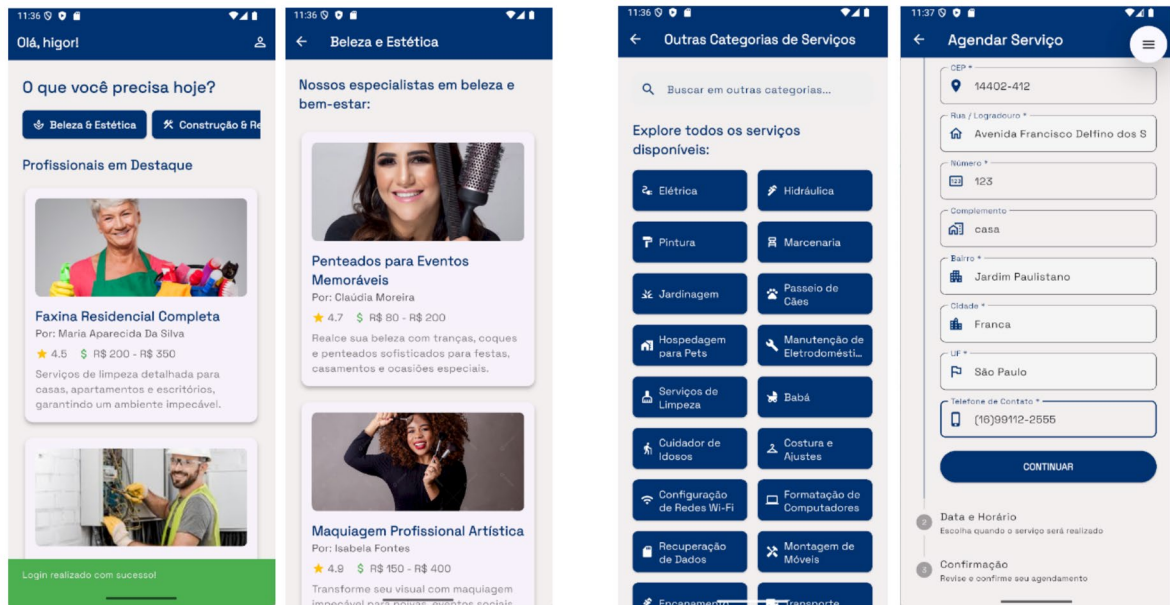 11:36
Olá, higor!
O que você precisa hoje?
Beleza & Estética
Construção & Re
Profissionais em Destaque
Faxina Residencial Completa
Por: Maria Aparecida Da Silva
4.5 $ R$ 200 - R$ 350
Serviços de limpeza detalhada para
casas, apartamentos e escritórios,
garantindo um ambiente impecável.
Login realizado com sucesso!
11:36
Beleza e Estética
Nossos especialistas em beleza e
bem-estar:
Penteados para Eventos
Memoráveis
Por: Claúdia Moreira
4.7 $ R$ 80 - R$ 200
Realce sua beleza com tranças, coques
e penteados sofisticados para festas,
casamentos e ocasiões especiais.
Maquiagem Profissional Artística
Por: Isabela Fontes
4.9 $ R$ 150 - R$ 400
Transforme seu visual com maquiagem
impecável para noivas, eventos sociais
11:36
Outras Categorias de Serviços
Buscar em outras categorias...
Explore todos os serviços
disponíveis:
Elétrica
Hidráulica
Pintura
Marcenaria
Jardinagem
Passeio de
Cães
Hospedagem
para Pets
Manutenção de
Eletrodomésti...
Serviços de
Limpeza
Babá
Cuidador de
Idosos
Costura e
Ajustes
Configuração
de Redes Wi-Fi
Formatação de
Computadores
Recuperação
de Dados
Montagem de
Móveis
Encanamento
Transporte
11:37
Agendar Serviço
CEP *
14402-412
Rua / Logradouro *
Avenida Francisco Delfino dos S
Número *
123
Complemento
casa
Bairro *
Jardim Paulistano
Cidade *
Franca
UF *
São Paulo
Telefone de Contato *
(16)99112-2555
CONTINUAR
2
Data e Horário
Escolha quando o serviço será realizado
3
Confirmação
Revise e confirme seu agendamento